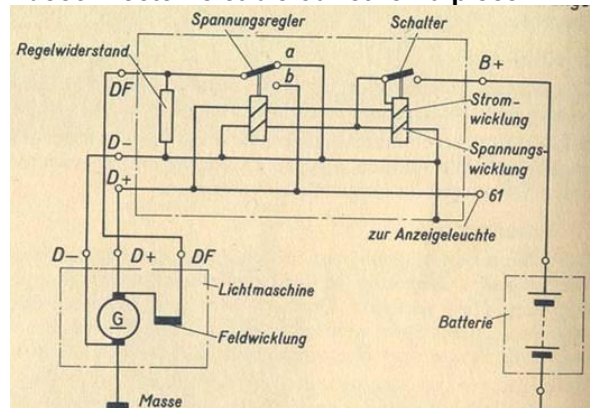 Spannungsregler
Schalter
Regelwiderstand
a
b
B+
DF
Strom-
wicklung
Spannungs-
wicklung
D-
D+
61
zur Anzeigeleuchte
D-
D+
DF
Lichtmaschine
G
Feldwicklung
Batterie
Masse